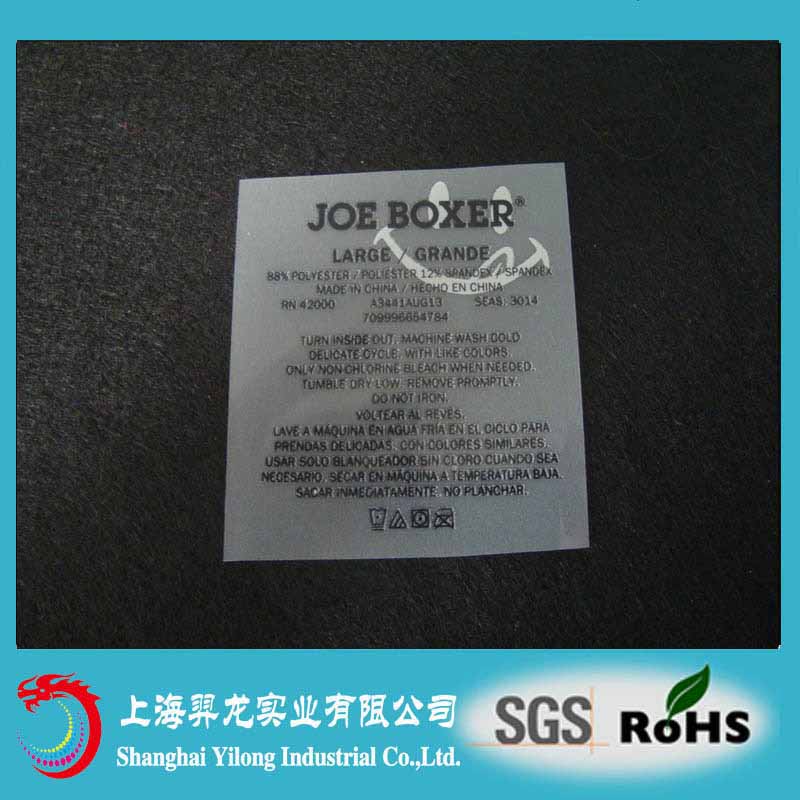 JOE BOXER®
LARGE / GRANDE
88% POLYESTER / POLIESTER 12% SPANDEX / SPANDEX
MADE IN CHINA / HECHO EN CHINA
RN 42000 A3441AUG13 SEAS: 3014
709996654784
TURN INSIDE OUT, MACHINE WASH COLD
DELICATE CYCLE, WITH LIKE COLORS.
ONLY NON-CHLORINE BLEACH WHEN NEEDED.
TUMBLE DRY LOW. REMOVE PROMPTLY.
DO NOT IRON.
VOLTEAR AL REVÉS.
LAVE A MÁQUINA EN AGUA FRÍA EN EL CICLO PARA
PRENDAS DELICADAS, CON COLORES SIMILARES.
USAR SOLO BLANQUEADOR SIN CLORO CUANDO SEA
NECESARIO, SECAR EN MÁQUINA A TEMPERATURA BAJA.
SACAR INMEDIATAMENTE. NO PLANCHAR.
上海羿龙实业有限公司
Shanghai Yilong Industrial Co.,Ltd.
SGS RoHS